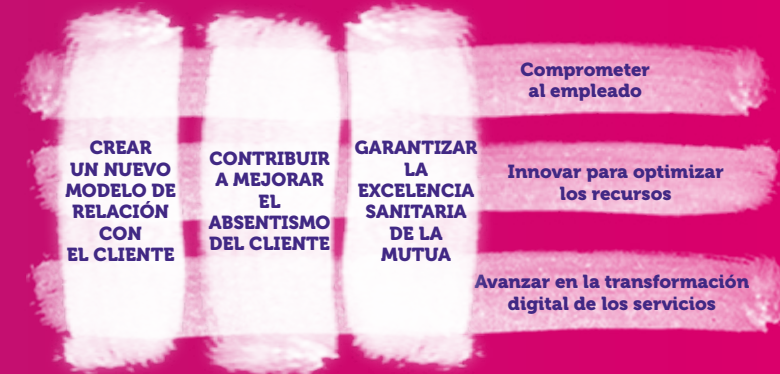 CREAR
UN NUEVO
MODELO DE
RELACIÓN
CON
EL CLIENTE
CONTRIBUIR
A MEJORAR
EL
ABSENTISMO
DEL CLIENTE
GARANTIZAR
LA
EXCELENCIA
SANITARIA
DE LA
MUTUA
Comprometer
al empleado
Innovar para optimizar
los recursos
Avanzar en la transformación
digital de los servicios